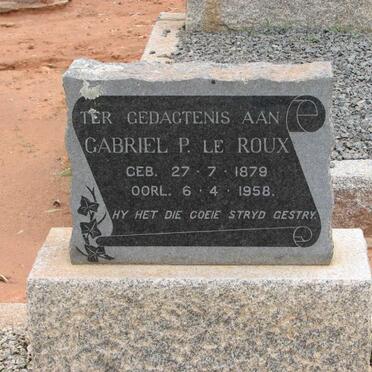 TER GEDAGTENIS AAN
GABRIEL P. LE ROUX
GEB. 27 · 7 · 1879
OORL. 6 · 4 · 1958.
HY HET DIE GOEIE STRYD GESTRY.